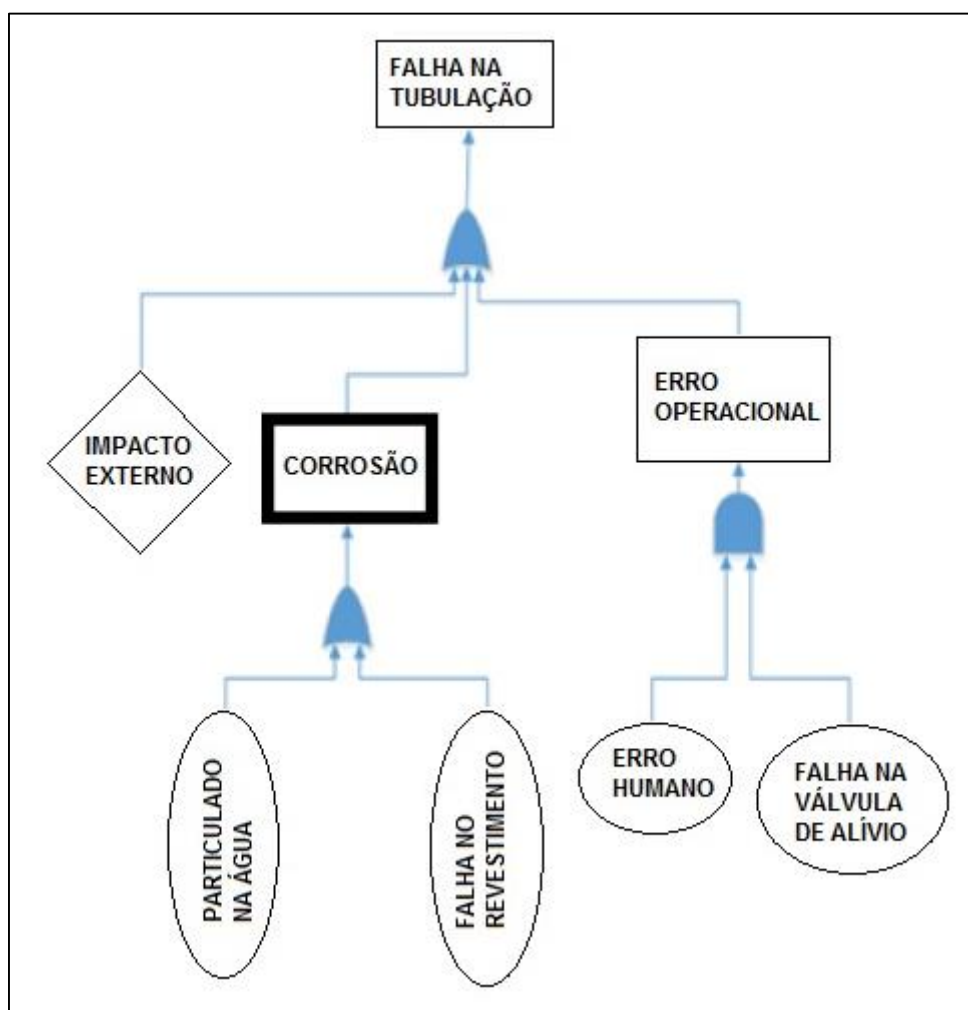 FALHA NA
TUBULAÇÃO
IMPACTO
EXTERNO
CORROSÃO
ERRO
OPERACIONAL
PARTICULADO
NA ÁGUA
FALHA NO
REVESTIMENTO
ERRO
HUMANO
FALHA NA
VÁLVULA
DE ALÍVIO